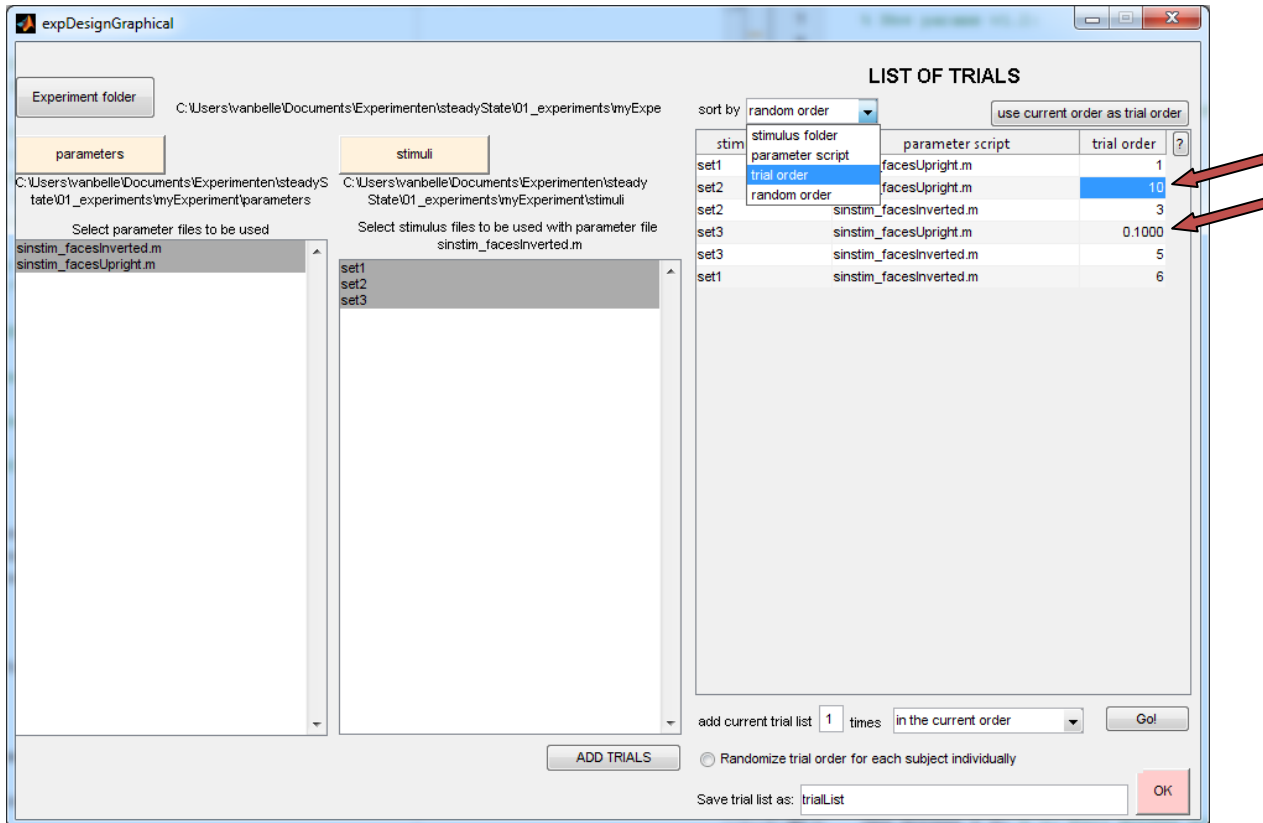 expDesignGraphical
LIST OF TRIALS
Experiment folder
C:\Users\vanbelle\Documents\Experimenten\steadyState\01_experiments\myExpe
sort by random order
use current order as trial order
stimulus folder
parameter script
trial order
random order
parameters
C:\Users\vanbelle\Documents\Experimenten\steadyS
tate\01_experiments\myExperiment\parameters
Select parameter files to be used
sinstim_facesInverted.m
sinstim_facesUpright.m
stimuli
C:\Users\vanbelle\Documents\Experimenten\steady
State\01_experiments\myExperiment\stimuli
Select stimulus files to be used with parameter file
sinstim_facesInverted.m
set1
set2
set3
stim parameter script trial order ?
set1 _facesUpright.m 1
set2 _facesUpright.m 10
set2 sinstim_facesInverted.m 3
set3 sinstim_facesUpright.m 0.1000
set3 sinstim_facesInverted.m 5
set1 sinstim_facesInverted.m 6
add current trial list 1 times in the current order Go!
ADD TRIALS
Randomize trial order for each subject individually
Save trial list as: trialList
OK